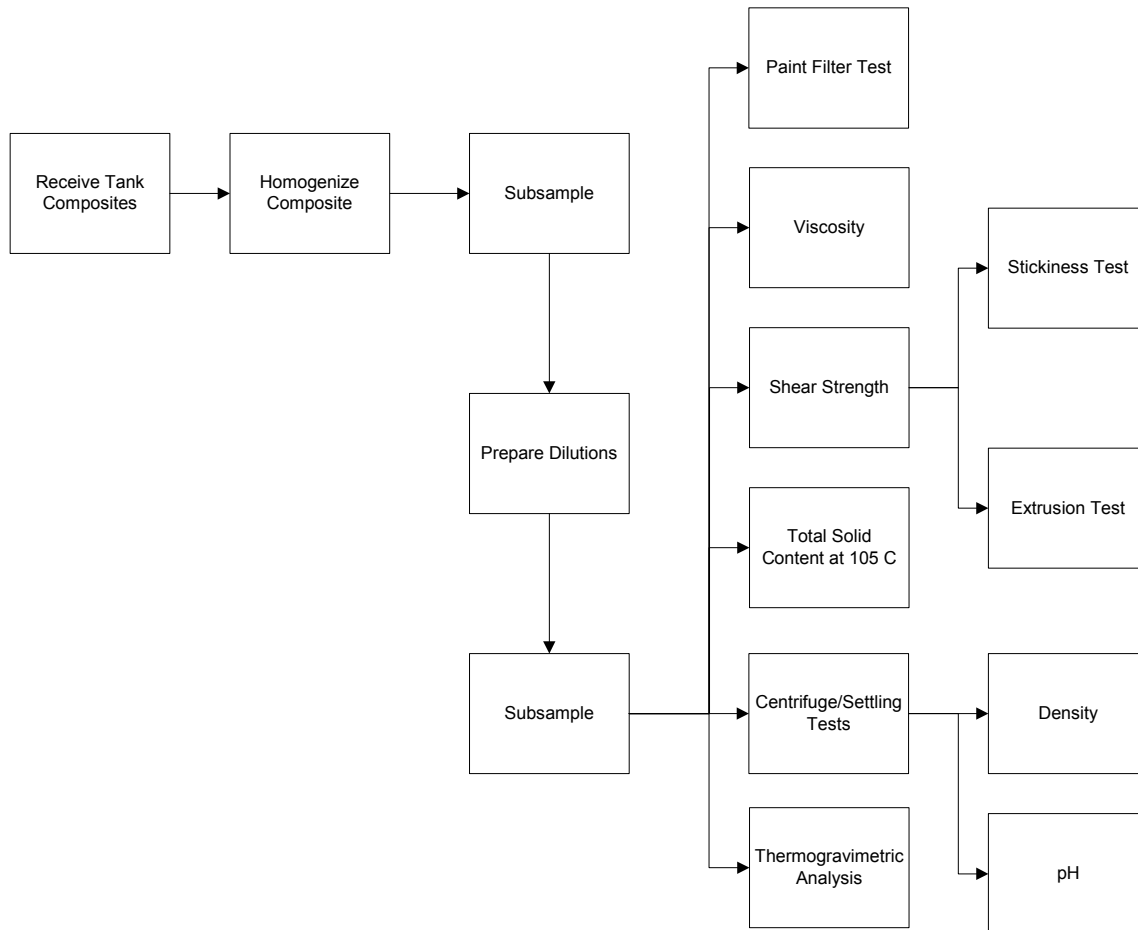 Paint Filter Test
Receive Tank
Composites
Homogenize
Composite
Subsample
Viscosity
Stickiness Test
Shear Strength
Prepare Dilutions
Extrusion Test
Total Solid
Content at 105 C
Subsample
Centrifuge/Settling
Tests
Density
Thermogravimetric
Analysis
pH